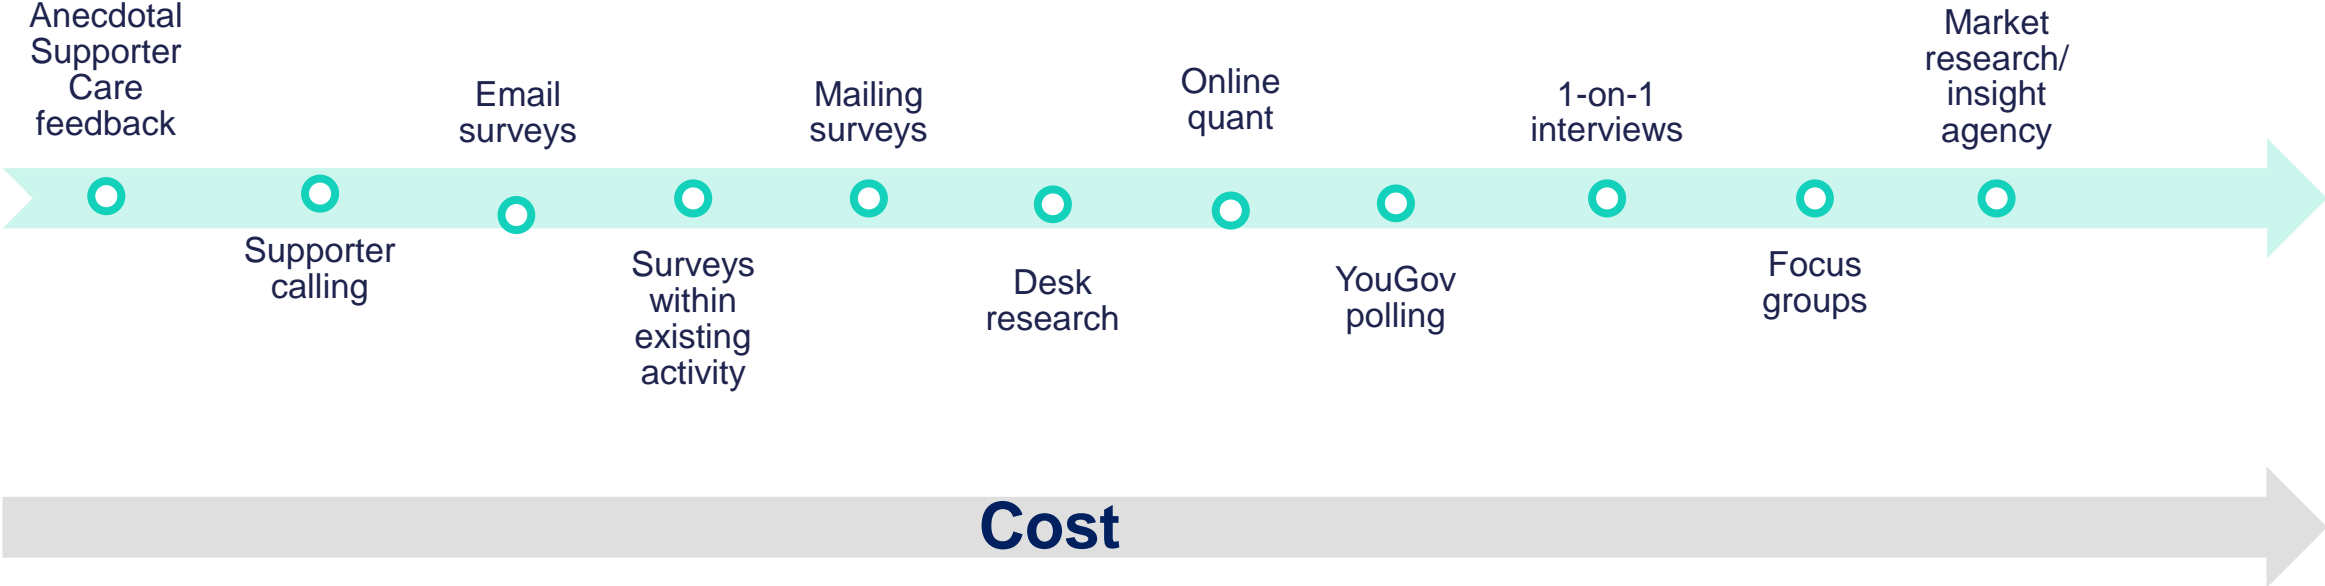 Anecdotal
Supporter
Care
feedback
Supporter
calling
Email
surveys
Surveys
within
existing
activity
Mailing
surveys
Desk
research
Online
quant
YouGov
polling
1-on-1
interviews
Focus
groups
Market
research/
insight
agency
Cost